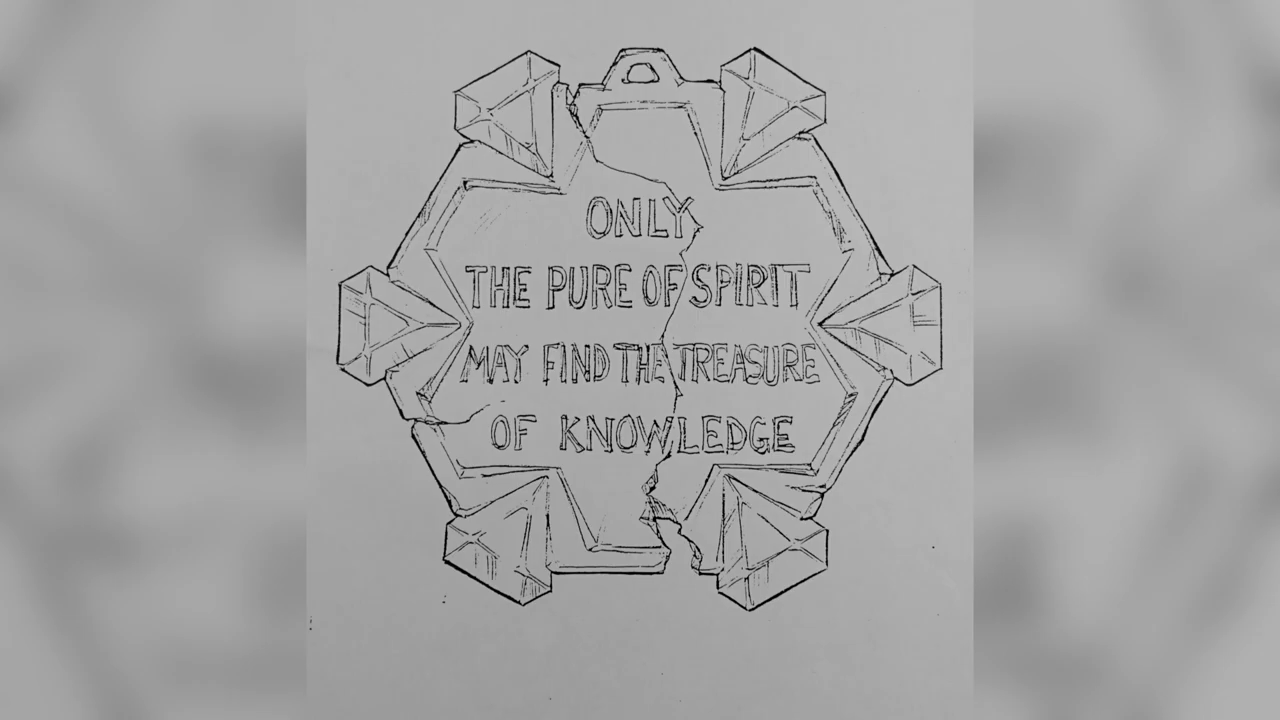 ONLY
THE PURE OF SPIRIT
MAY FIND THE TREASURE
OF KNOWLEDGE